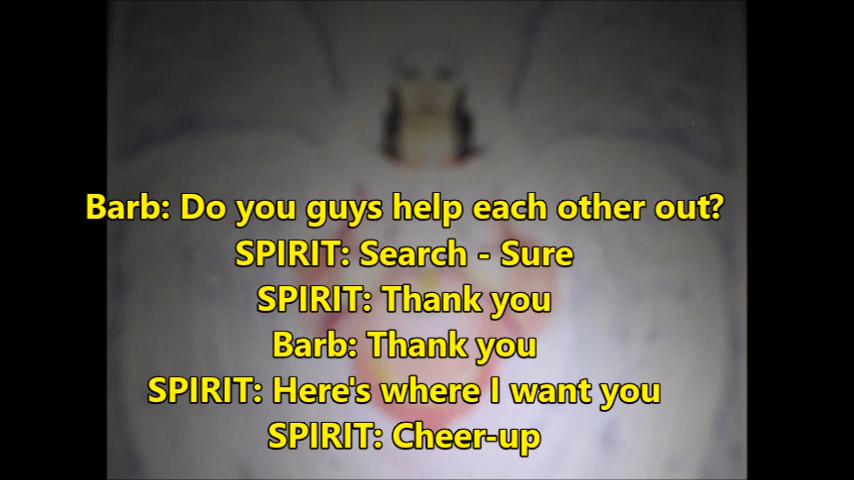 Barb: Do you guys help each other out?
SPIRIT: Search - Sure
SPIRIT: Thank you
Barb: Thank you
SPIRIT: Here's where I want you
SPIRIT: Cheer-up